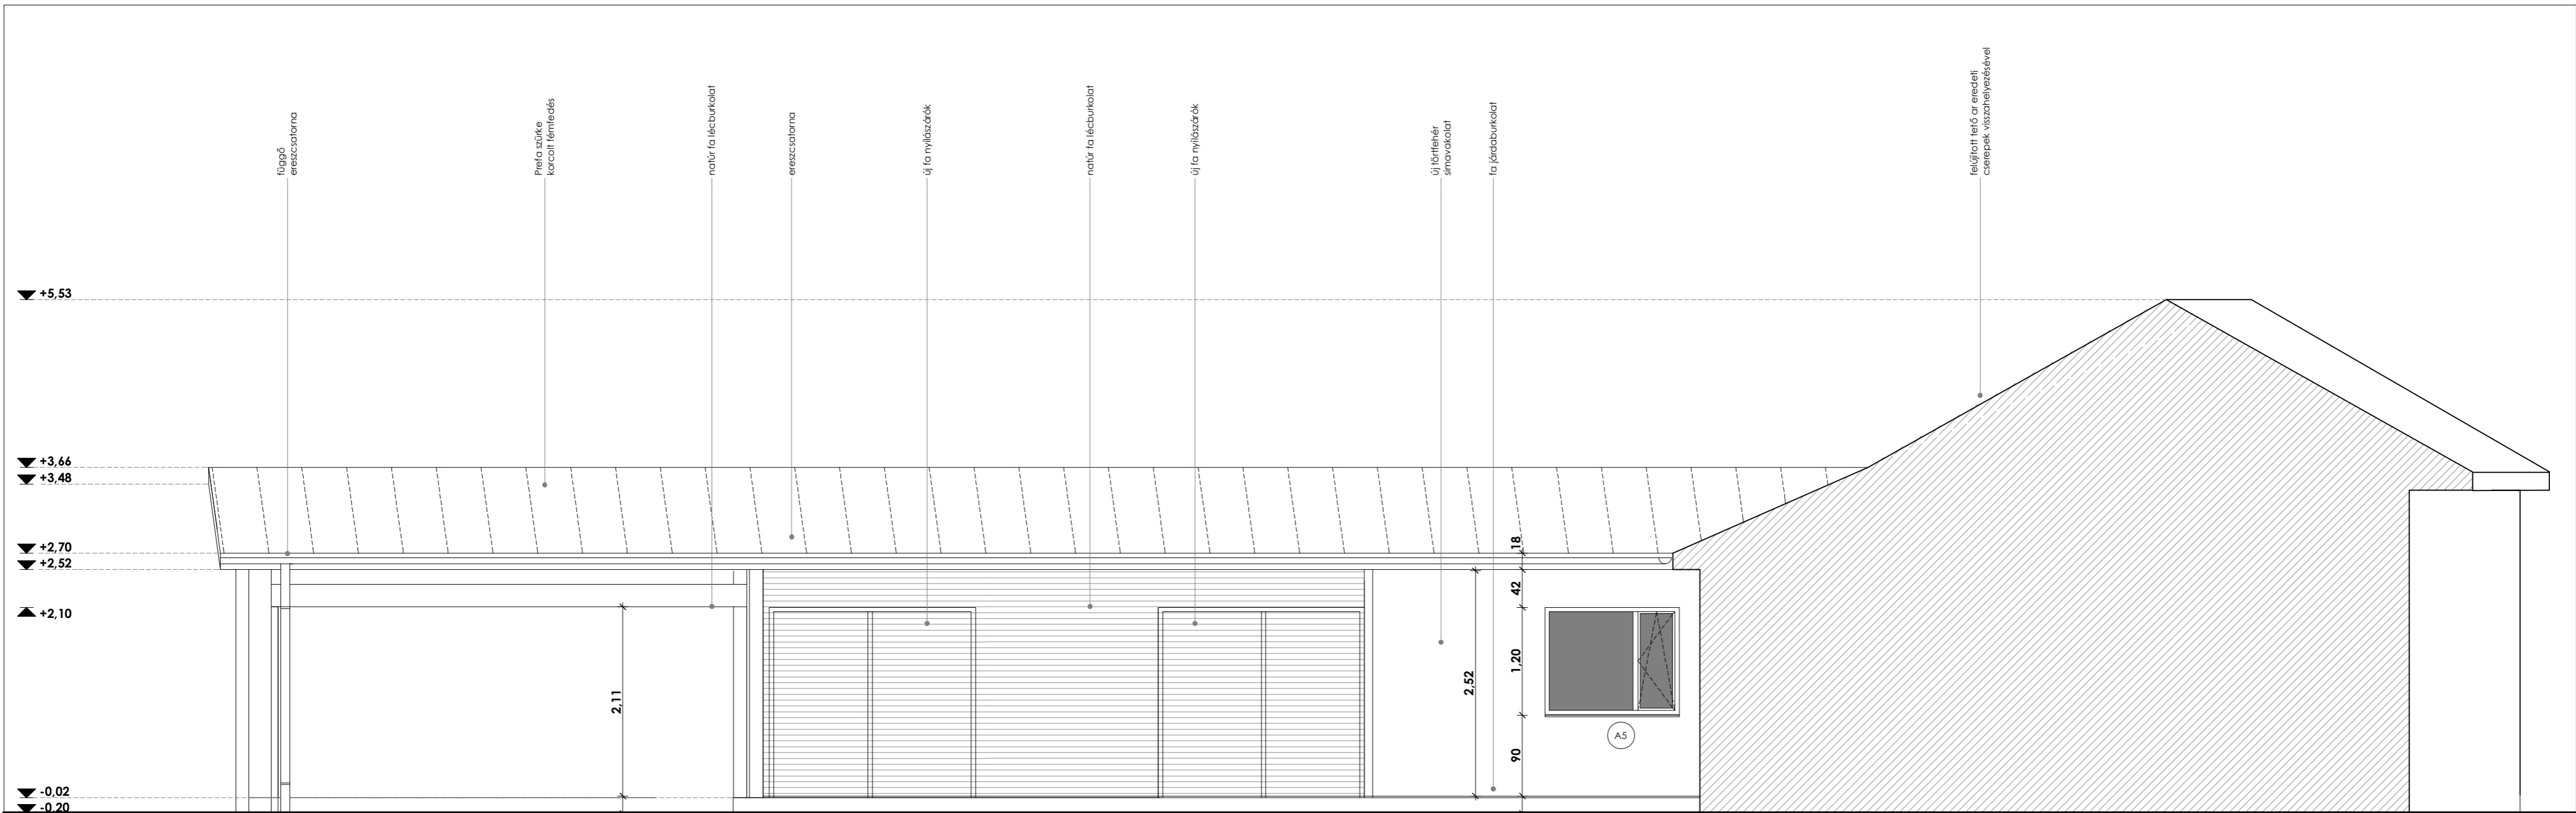 függő
ereszcsatorna
Prefa szürke
korcolt fémfedés
natúr fa lécburkolat
ereszcsatorna
új fa nyílászárók
natúr fa lécburkolat
új fa nyílászárók
új törtfehér
simavakolat
fa járdaburkolat
felújított tető ar eredeti
cserepek visszahelyezésével
+5,53
+3,66
+3,48
+2,70
+2,52
+2,10
-0,02
-0,20
2,11
2,52
18
42
1,20
90
A5